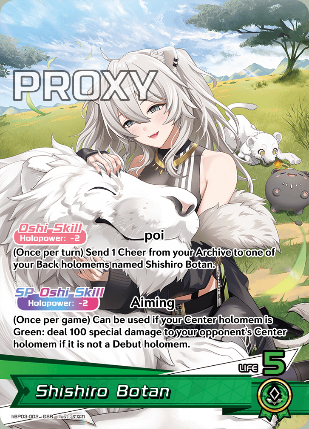 PROXY
Oshi-Skill
Holopower: -2
poi
(Once per turn) Send 1 Cheer from your Archive to one of
your Back holomems named Shishiro Botan.
SP-Oshi-Skill
Holopower: -2
Aiming
(Once per game) Can be used if your Center holomem is
Green: deal 100 special damage to your opponent's Center
holomem if it is not a Debut holomem.
LIFE 5
Shishiro Botan